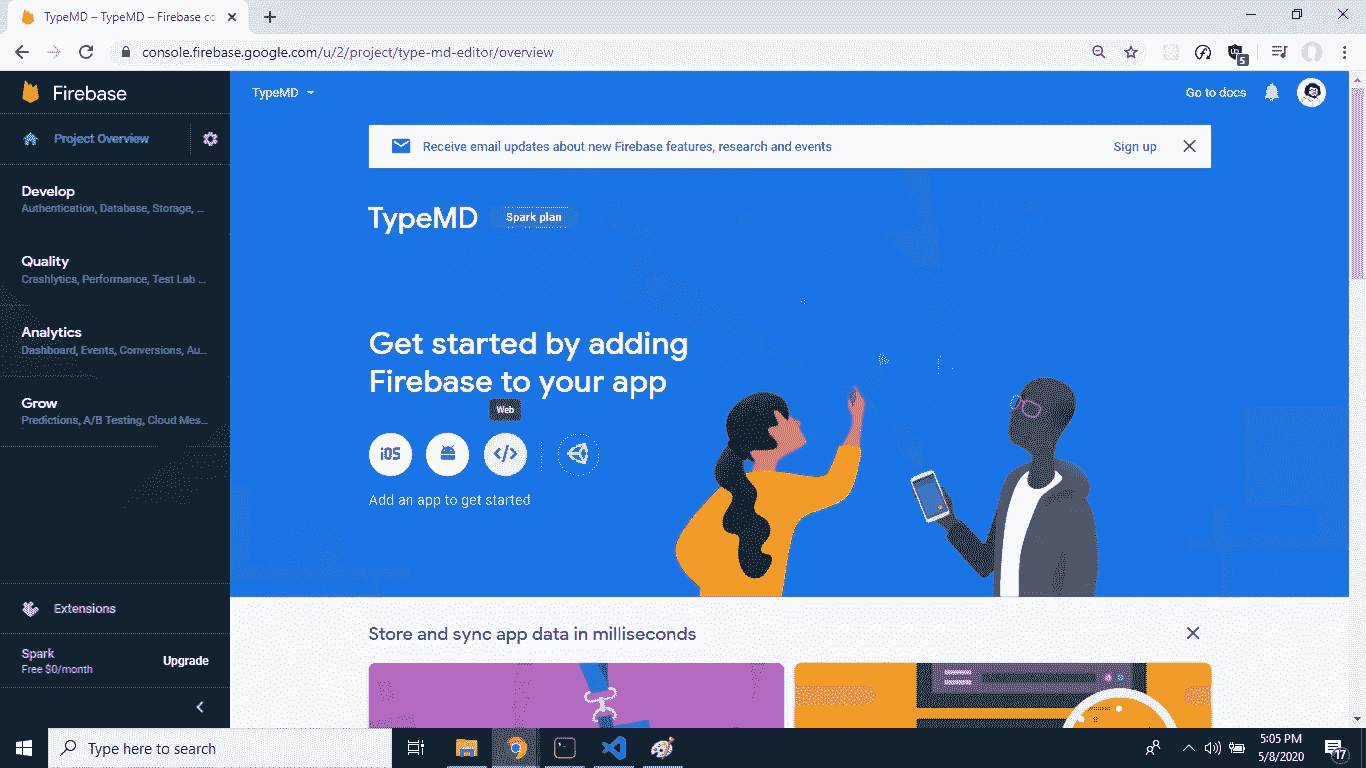 TypeMD – TypeMD – Firebase co
console.firebase.google.com/u/2/project/type-md-editor/overview
5
Firebase
TypeMD
Go to docs
Project Overview
Receive email updates about new Firebase features, research and events
Sign up
Develop
Authentication, Database, Storage, ...
TypeMD
Spark plan
Quality
Crashlytics, Performance, Test Lab ...
Analytics
Dashboard, Events, Conversions, Au...
Get started by adding
Firebase to your app
Grow
Predictions, A/B Testing, Cloud Mes...
Web
iOS
Add an app to get started
Extensions
Store and sync app data in milliseconds
Spark
Free $0/month
Upgrade
Type here to search
5:05 PM
5/8/2020
17